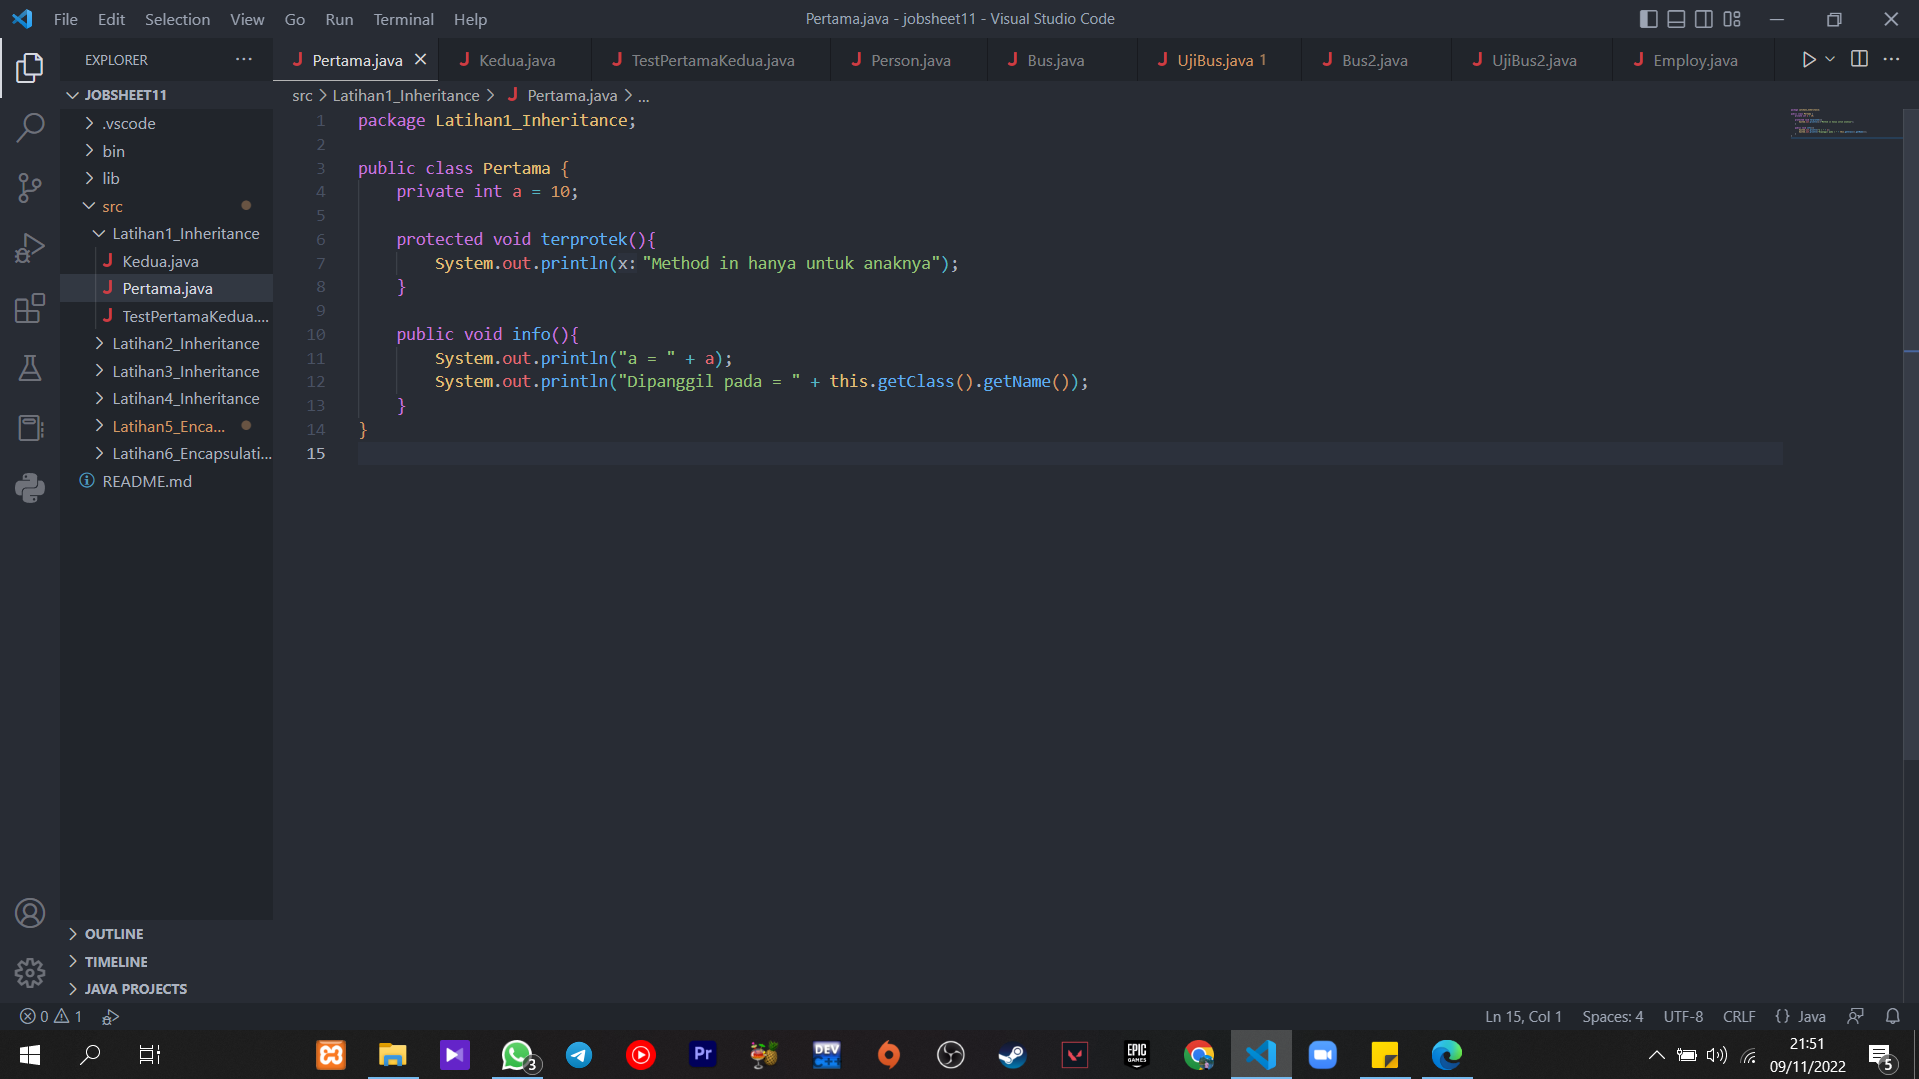 File Edit Selection View Go Run Terminal Help
Pertama.java - jobsheet11 - Visual Studio Code
EXPLORER
Pertama.java Kedua.java TestPertamaKedua.java Person.java Bus.java UjiBus.java 1 Bus2.java UjiBus2.java Employ.java
JOBSHEET11
.vscode
bin
lib
src
Latihan1_Inheritance
Kedua.java
Pertama.java
TestPertamaKedua....
Latihan2_Inheritance
Latihan3_Inheritance
Latihan4_Inheritance
Latihan5_Enca...
Latihan6_Encapsulati...
README.md
OUTLINE
TIMELINE
JAVA PROJECTS
src > Latihan1_Inheritance > Pertama.java > ...
1 package Latihan1_Inheritance;
2
3 public class Pertama {
4 private int a = 10;
5
6 protected void terprotek(){
7 System.out.println(x: "Method in hanya untuk anaknya");
8 }
9
10 public void info(){
11 System.out.println("a = " + a);
12 System.out.println("Dipanggil pada = " + this.getClass().getName());
13 }
14 }
15
0 1
Ln 15, Col 1 Spaces: 4 UTF-8 CRLF {} Java
3
Pr
DEV C++
EPIC GAMES
21:51
09/11/2022
5